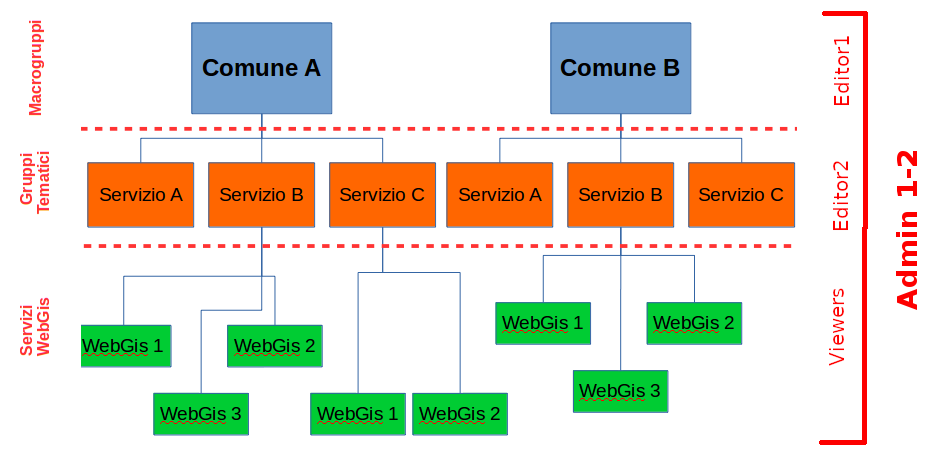 Macrogruppi
Comune A
Comune B
Editor1
Gruppi
Tematici
Servizio A
Servizio B
Servizio C
Servizio A
Servizio B
Servizio C
Editor2
Admin 1-2
Servizi
WebGis
WebGis 1
WebGis 2
WebGis 1
WebGis 2
Viewers
WebGis 3
WebGis 1
WebGis 2
WebGis 3